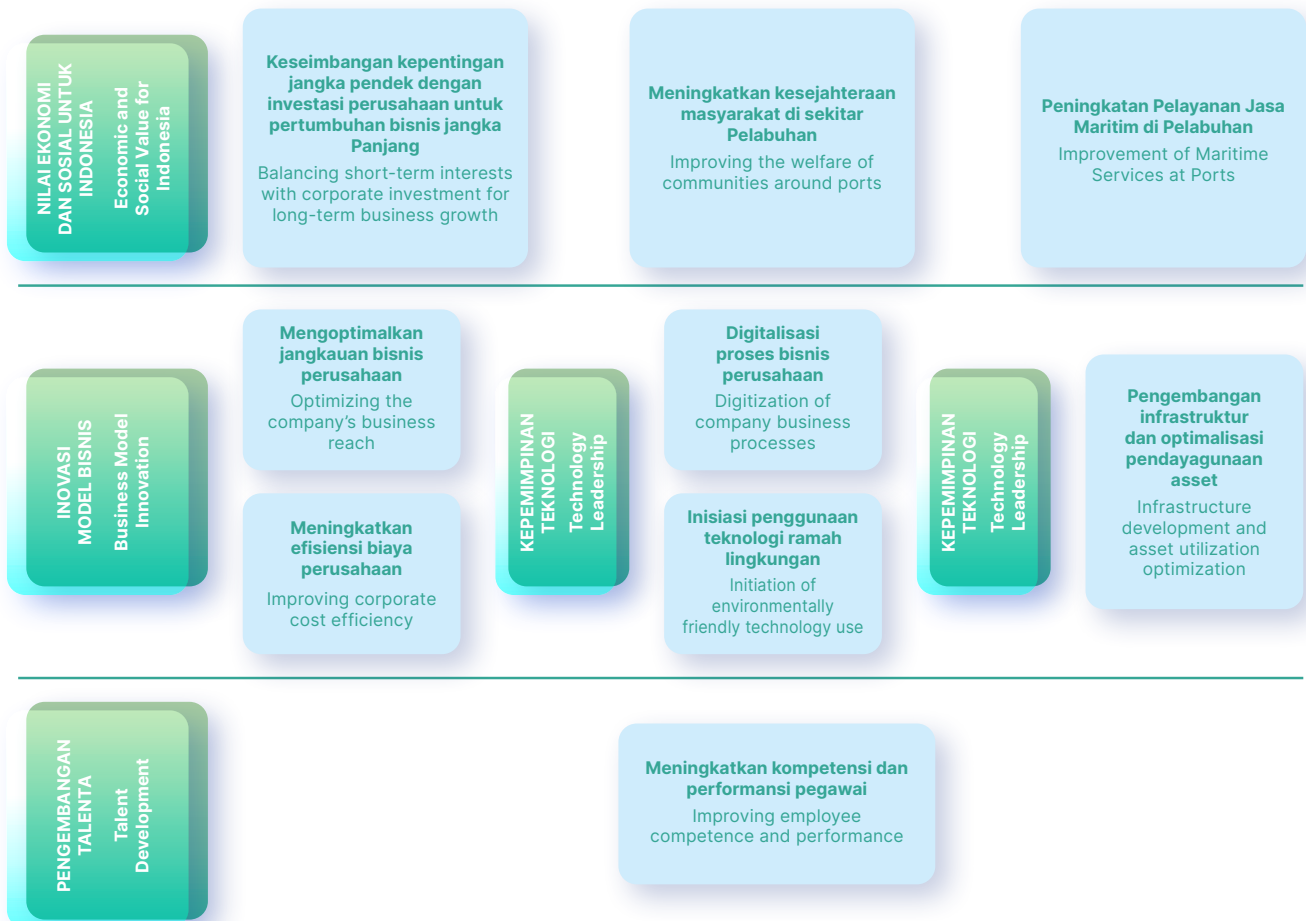 NILAI EKONOMI
DAN SOSIAL UNTUK
INDONESIA
Economic and
Social Value for
Indonesia
Keseimbangan kepentingan
jangka pendek dengan
investasi perusahaan untuk
pertumbuhan bisnis jangka
Panjang
Balancing short-term interests
with corporate investment for
long-term business growth
Meningkatkan kesejahteraan
masyarakat di sekitar
Pelabuhan
Improving the welfare of
communities around ports
Peningkatan Pelayanan Jasa
Maritim di Pelabuhan
Improvement of Maritime
Services at Ports
INOVASI
MODEL BISNIS
Business Model
Innovation
Mengoptimalkan
jangkauan bisnis
perusahaan
Optimizing the
company’s business
reach
Meningkatkan
efisiensi biaya
perusahaan
Improving corporate
cost efficiency
KEPEMIMPINAN
TEKNOLOGI
Technology
Leadership
Digitalisasi
proses bisnis
perusahaan
Digitization of
company business
processes
Inisiasi penggunaan
teknologi ramah
lingkungan
Initiation of
environmentally
friendly technology use
KEPEMIMPINAN
TEKNOLOGI
Technology
Leadership
Pengembangan
infrastruktur
dan optimalisasi
pendayagunaan
asset
Infrastructure
development and
asset utilization
optimization
PENGEMBANGAN
TALENTA
Talent
Development
Meningkatkan kompetensi dan
performansi pegawai
Improving employee
competence and performance